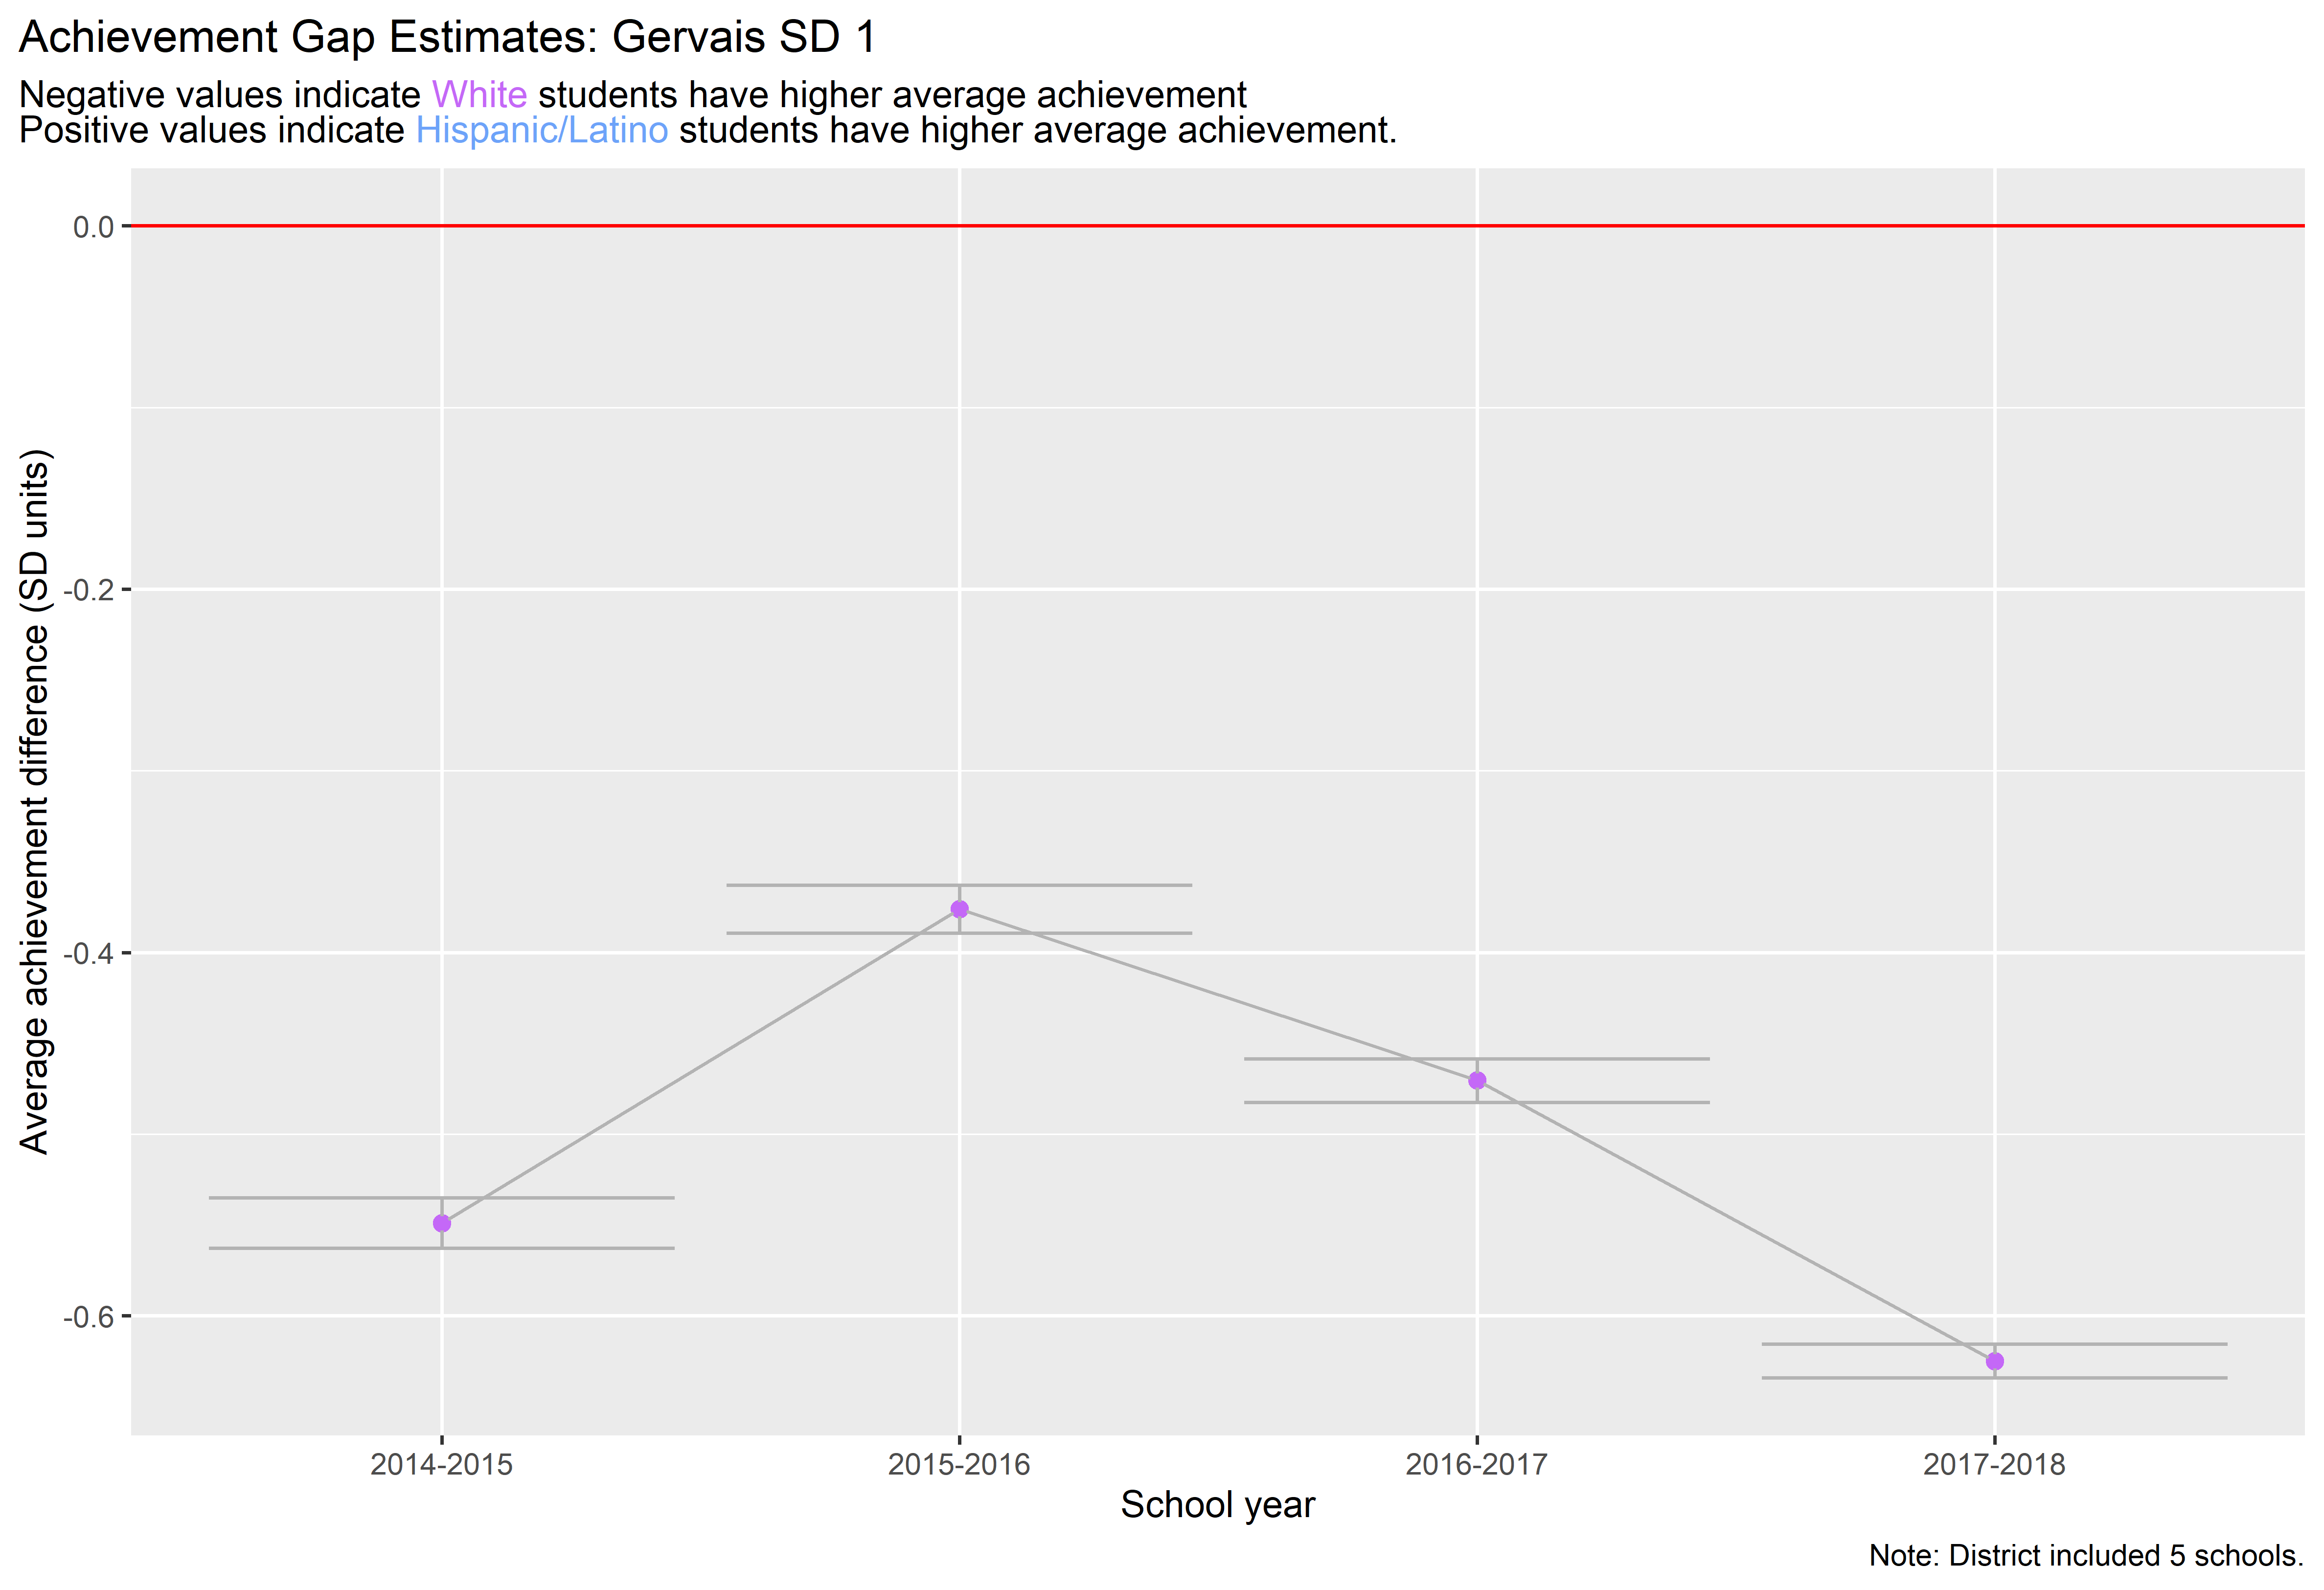 Achievement Gap Estimates: Gervais SD 1
Negative values indicate White students have higher average achievement
Positive values indicate Hispanic/Latino students have higher average achievement.
Average achievement difference (SD units)
0.0
-0.2
-0.4
-0.6
2014-2015 2015-2016 2016-2017 2017-2018
School year
Note: District included 5 schools.